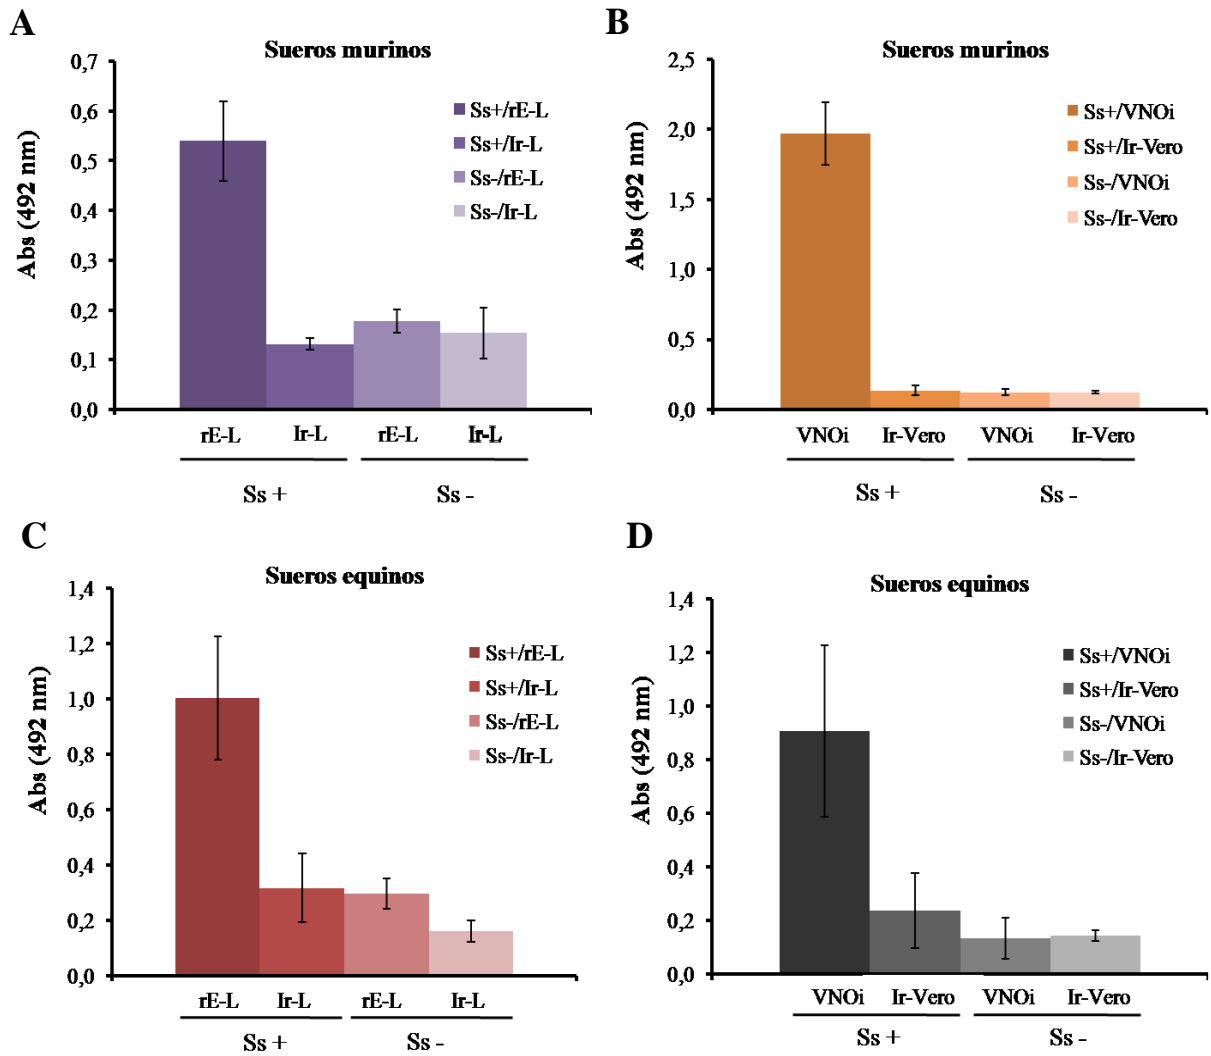 A
Sueros murinos
Abs (492 nm)
0,7
0,6
0,5
0,4
0,3
0,2
0,1
0,0
Ss+/rE-L
Ss+/Ir-L
Ss-/rE-L
Ss-/Ir-L
rE-L Ir-L rE-L Ir-L
Ss + Ss -
B
Sueros murinos
Abs (492 nm)
2,5
2,0
1,5
1,0
0,5
0,0
Ss+/VNOi
Ss+/Ir-Vero
Ss-/VNOi
Ss-/Ir-Vero
VNOi Ir-Vero VNOi Ir-Vero
Ss + Ss -
C
Sueros equinos
Abs (492 nm)
1,4
1,2
1,0
0,8
0,6
0,4
0,2
0,0
Ss+/rE-L
Ss+/Ir-L
Ss-/rE-L
Ss-/Ir-L
rE-L Ir-L rE-L Ir-L
Ss + Ss -
D
Sueros equinos
Abs (492 nm)
1,4
1,2
1,0
0,8
0,6
0,4
0,2
0,0
Ss+/VNOi
Ss+/Ir-Vero
Ss-/VNOi
Ss-/Ir-Vero
VNOi Ir-Vero VNOi Ir-Vero
Ss + Ss -